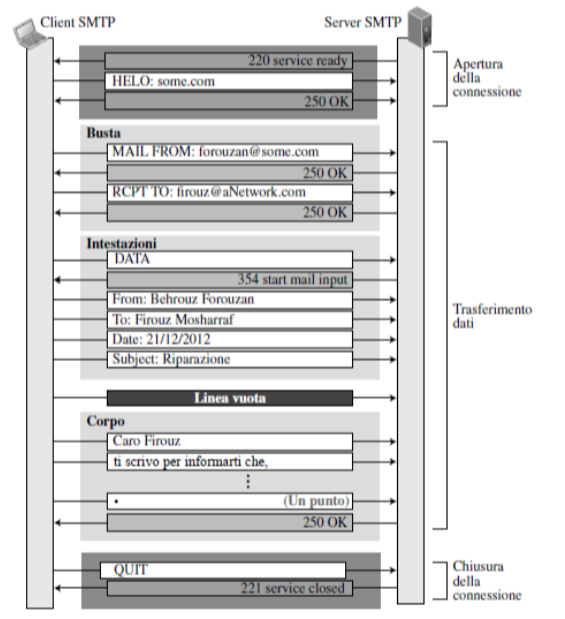 Client SMTP
Server SMTP
220 service ready
HELO: some.com
250 OK
Apertura
della
connessione
Busta
MAIL FROM: forouzan@some.com
250 OK
RCPT TO: firouz@aNetwork.com
250 OK
Intestazioni
DATA
354 start mail input
From: Behrouz Forouzan
To: Firouz Mosharraf
Date: 21/12/2012
Subject: Riparazione
Trasferimento
dati
Linea vuota
Corpo
Caro Firouz
ti scrivo per informarti che,
⋮
• (Un punto)
250 OK
QUIT
221 service closed
Chiusura
della
connessione